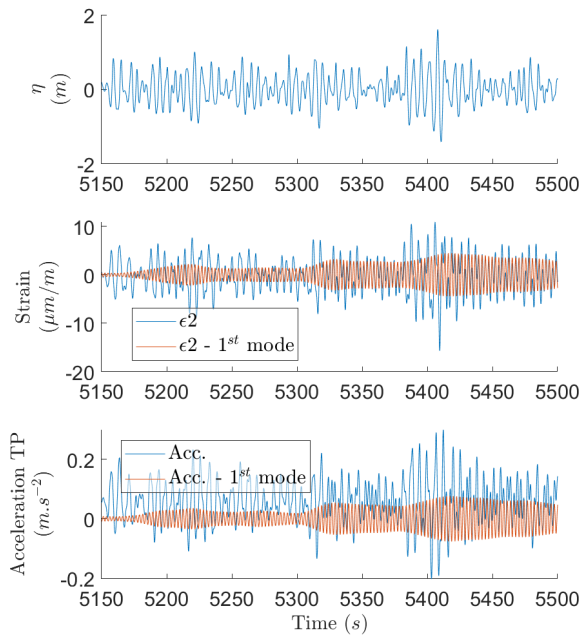 2
0
-2
η
(m)
5150 5200 5250 5300 5350 5400 5450 5500
10
0
-10
-20
Strain
(μm/m)
ϵ2
ϵ2 - 1st mode
5150 5200 5250 5300 5350 5400 5450 5500
0.2
0
-0.2
Acceleration TP
(m.s−2)
Acc.
Acc. - 1st mode
5150 5200 5250 5300 5350 5400 5450 5500
Time (s)